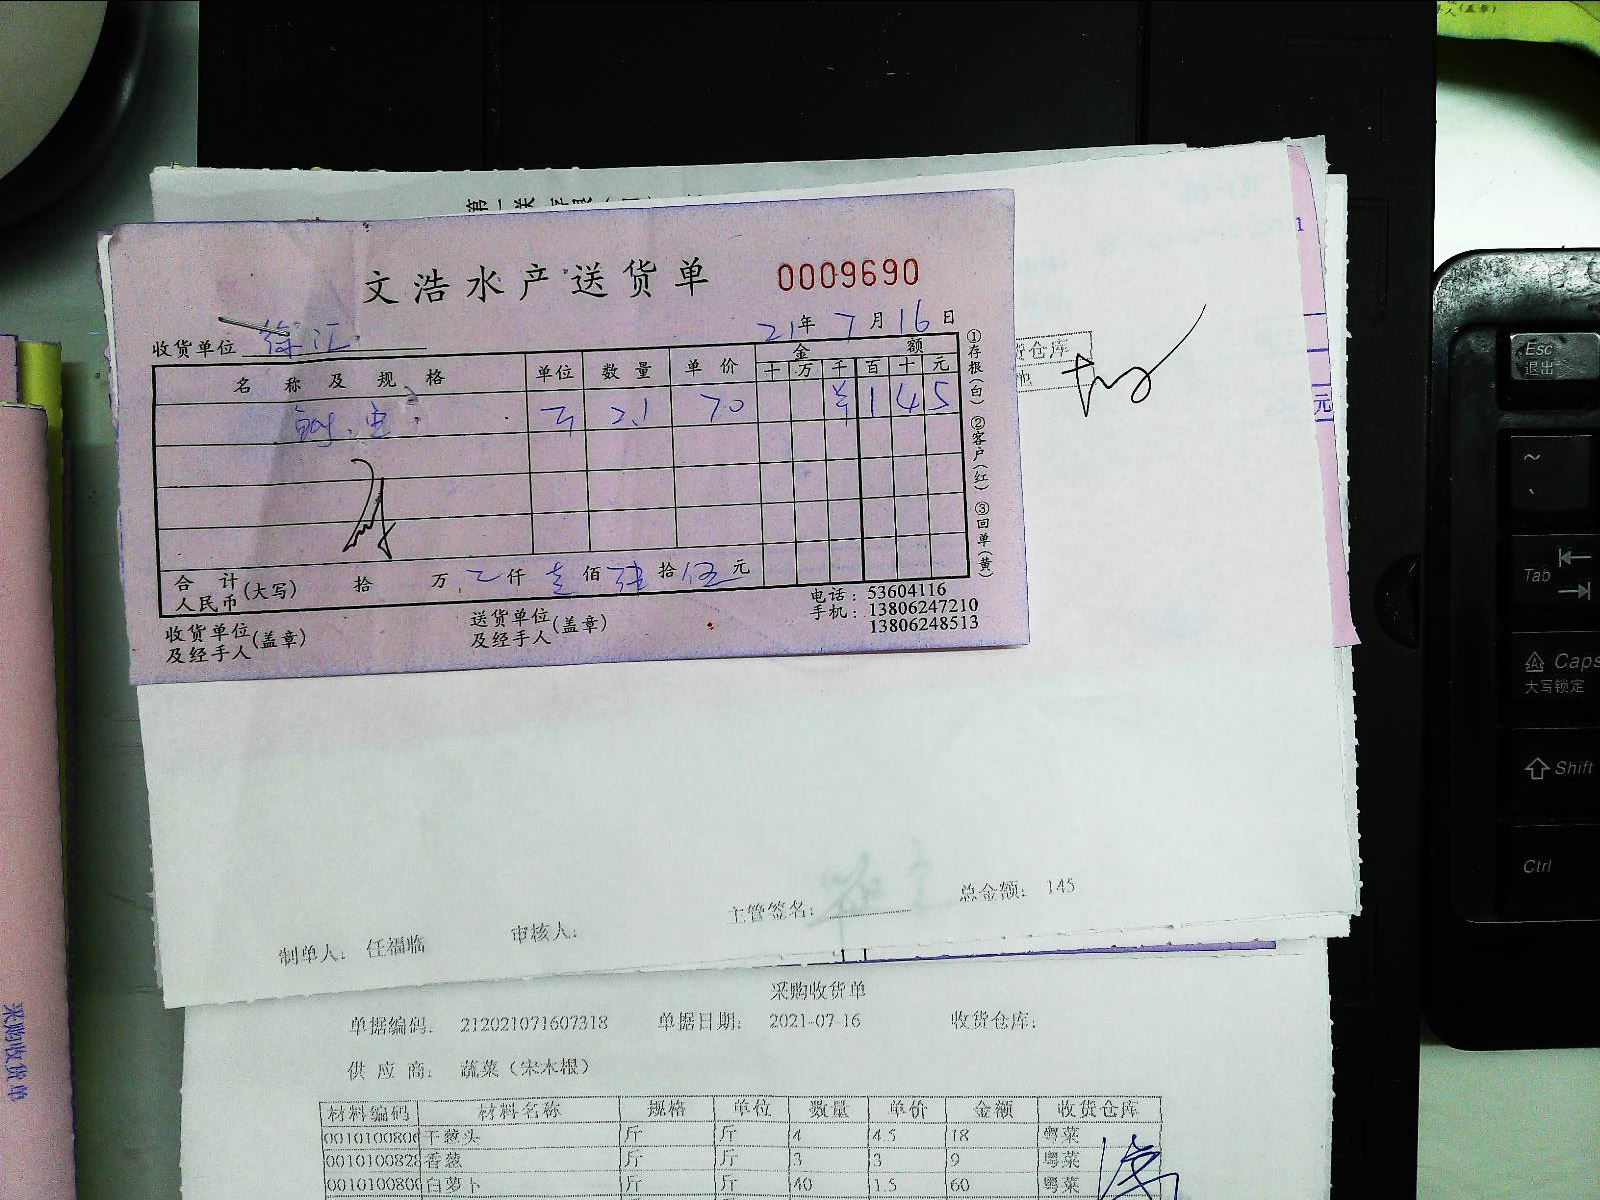 人(盖章)
文浩水产送货单 0009690
21年 7月 16日
收货单位 徐汇
名称及规格 单位 数量 单价 金额
十 万 千 百 十 元
2.1 70 1 4 5
合计 人民币(大写) 拾 万 仟 壹 佰 拾 伍 元
收货单位及经手人(盖章)
送货单位及经手人(盖章)
电话：53604116
手机：13806247210
13806248513
①存根(白) ②客户(红) ③回单(黄)
仓库
1
元
总金额： 145
主管签名：
审核人：
制单人： 任福临
采购收货单
单据编码： 212021071607318 单据日期： 2021-07-16 收货仓库：
供应商： 蔬菜（宋木根）
材料编码 材料名称 规格 单位 数量 单价 金额 收货仓库
干葱头 斤 斤 4 4.5 18 粤菜
香葱 斤 斤 3 3 9 粤菜
白萝卜 斤 斤 40 1.5 60 粤菜
采购收货单
Esc
退出
~
Tab
Caps
大写锁定
Shift
Ctrl